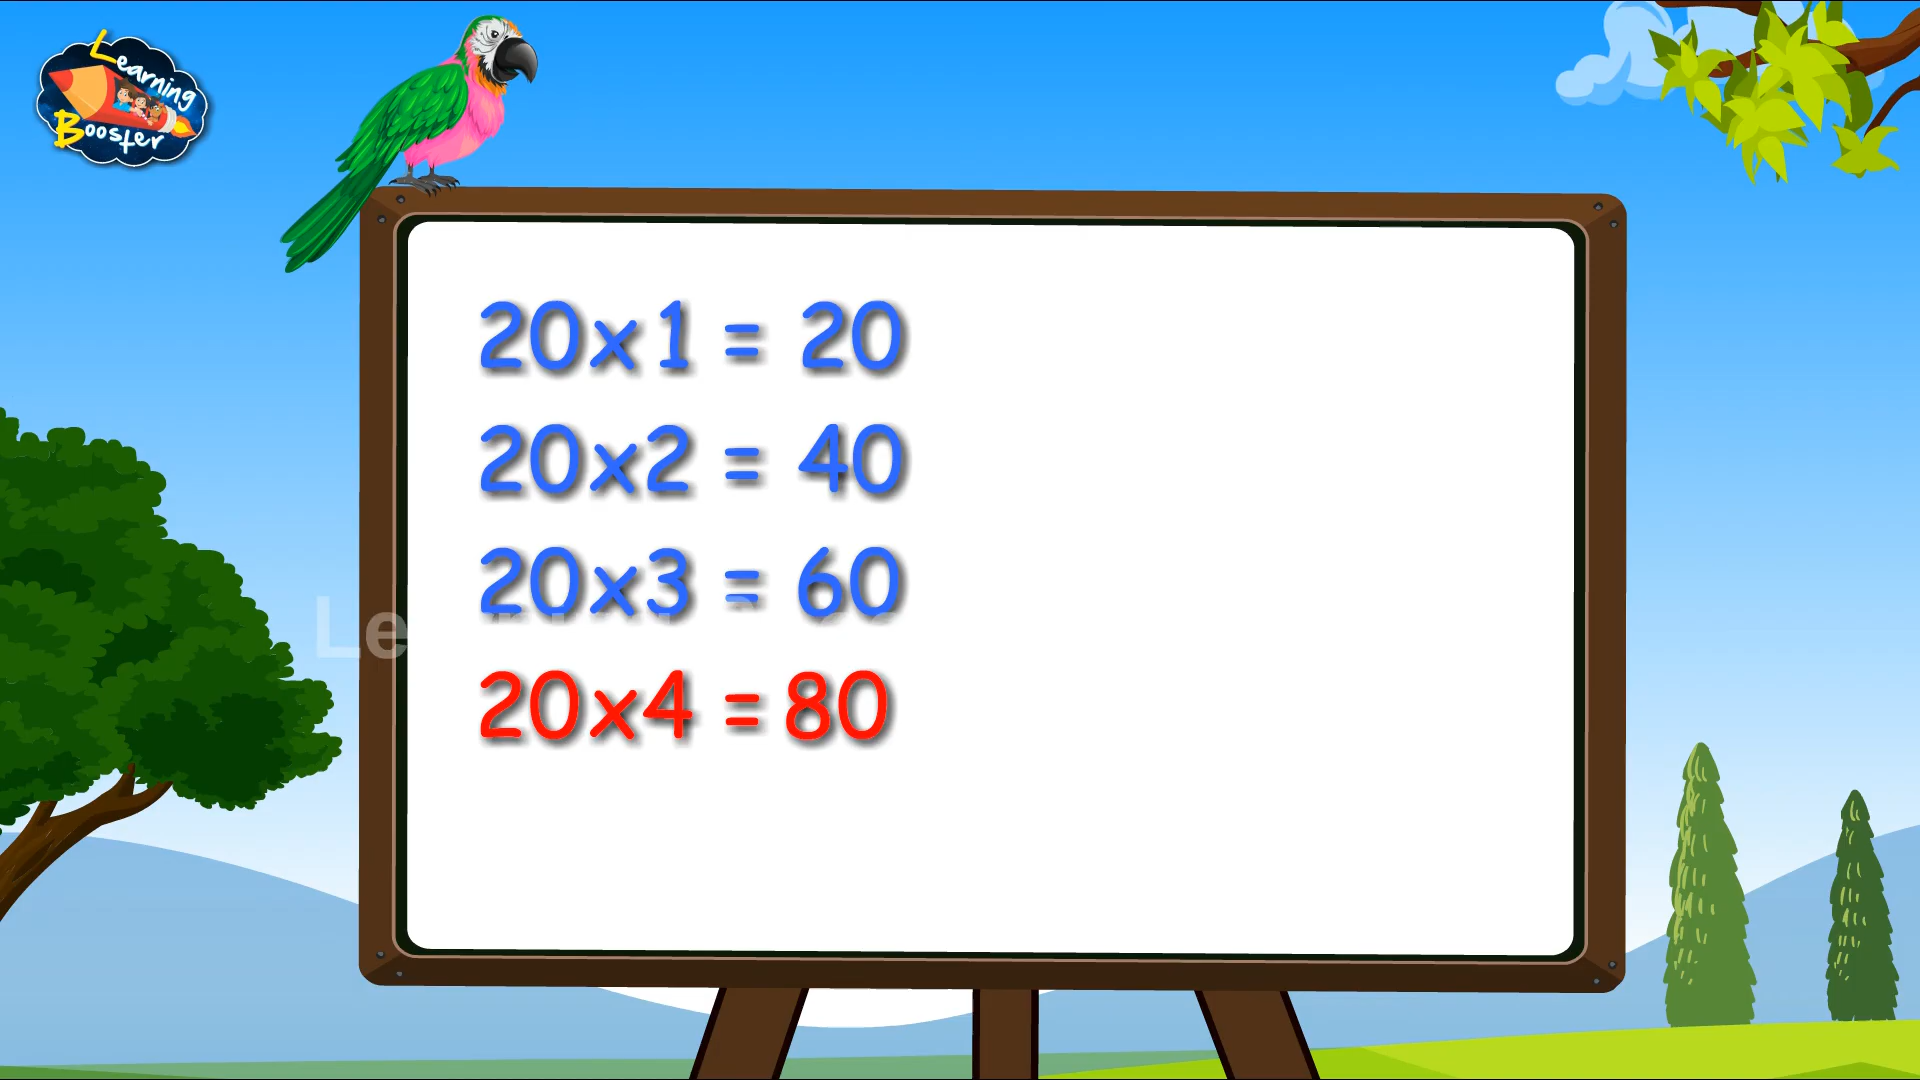 Learning
Booster
20x1 = 20
20x2 = 40
20x3 = 60
20x4 = 80